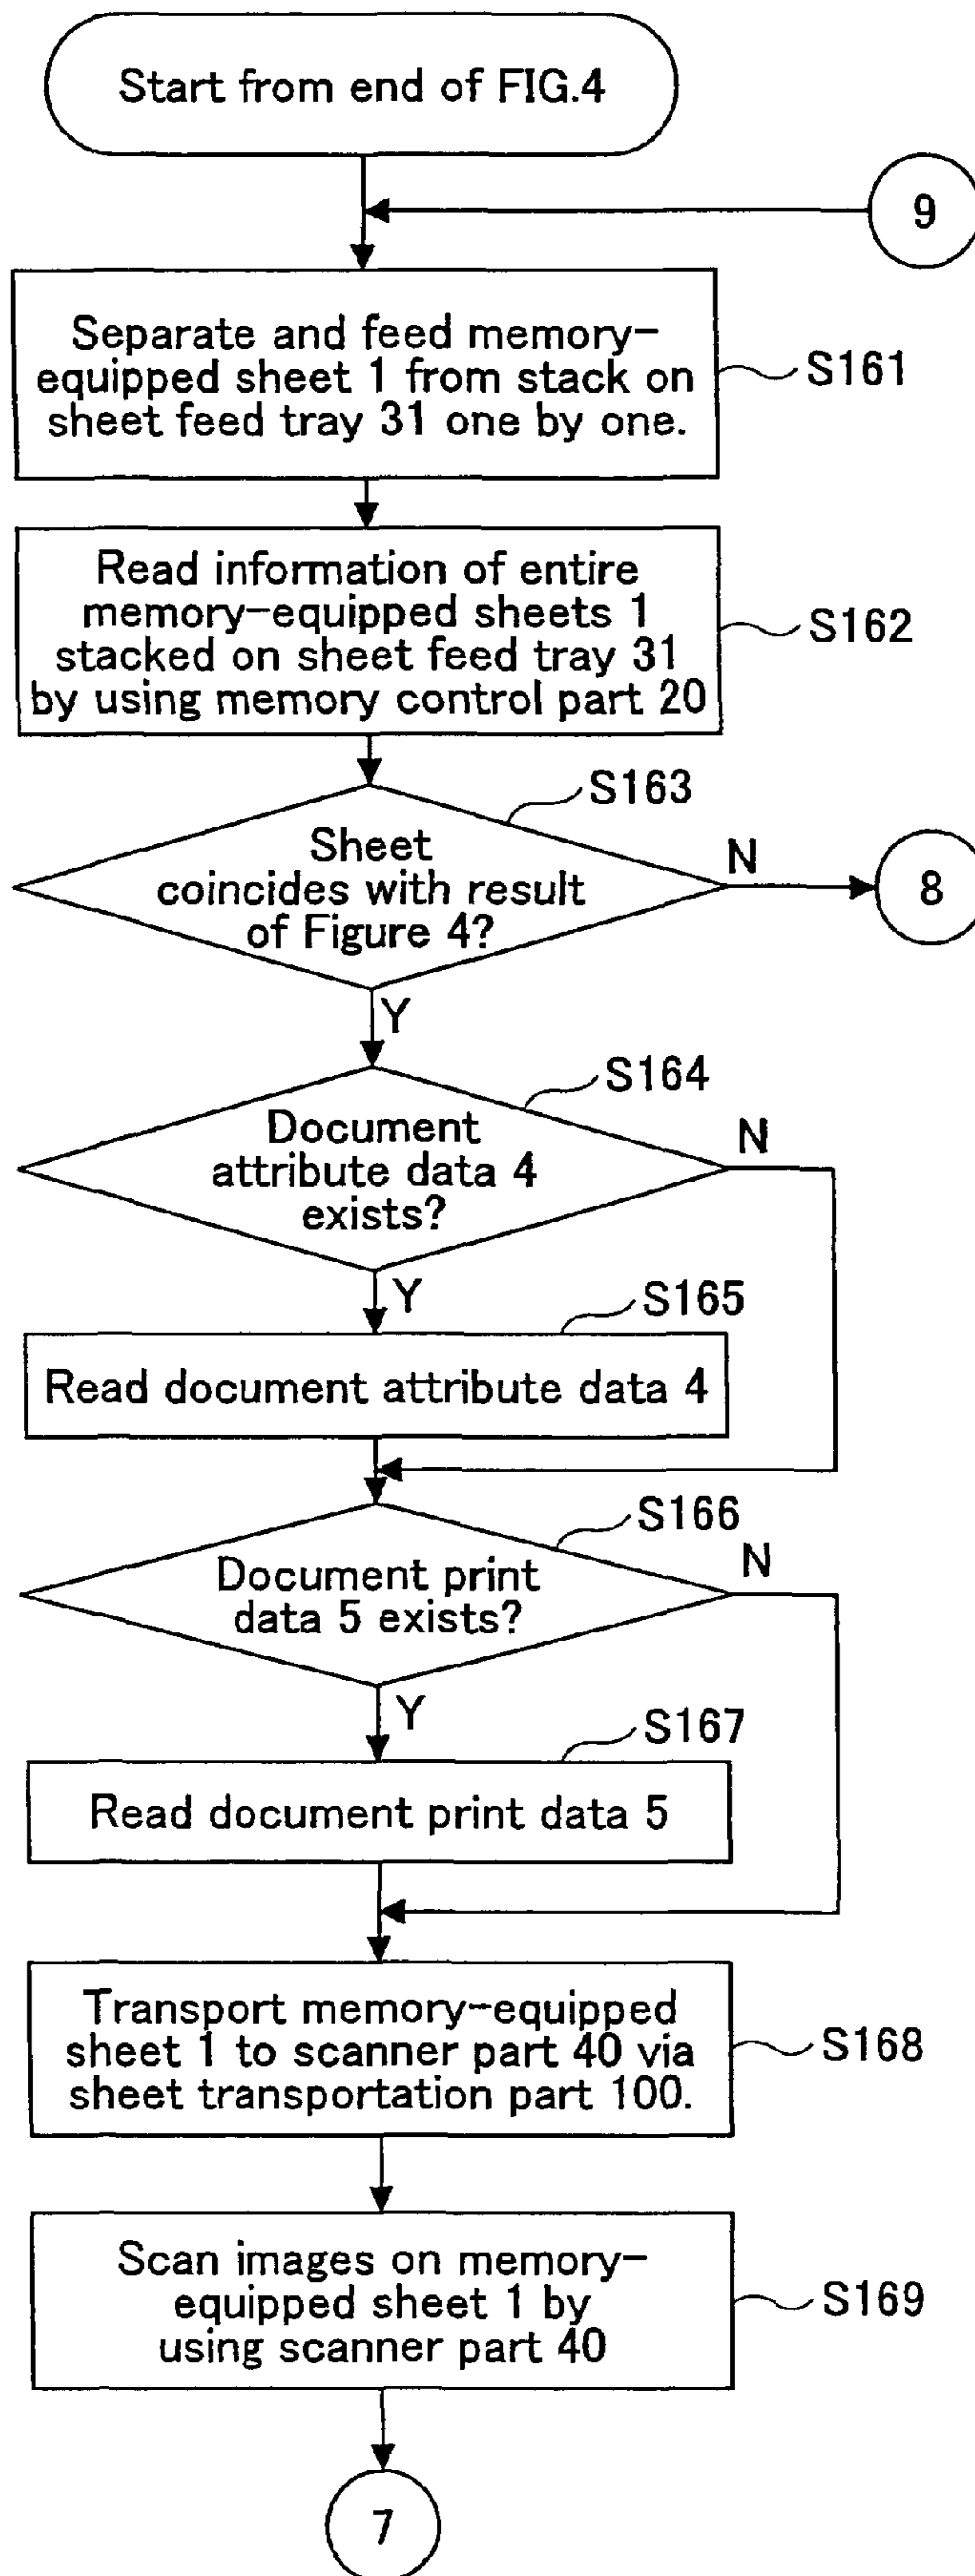 Start from end of FIG.4
9
Separate and feed memory-
equipped sheet 1 from stack on
sheet feed tray 31 one by one.
S161
Read information of entire
memory-equipped sheets 1
stacked on sheet feed tray 31
by using memory control part 20
S162
S163
Sheet
coincides with result
of Figure 4?
N
8
Y
S164
Document
attribute data 4
exists?
N
Y
S165
Read document attribute data 4
S166
Document print
data 5 exists?
N
Y
S167
Read document print data 5
Transport memory-equipped
sheet 1 to scanner part 40 via
sheet transportation part 100.
S168
Scan images on memory-
equipped sheet 1 by
using scanner part 40
S169
7